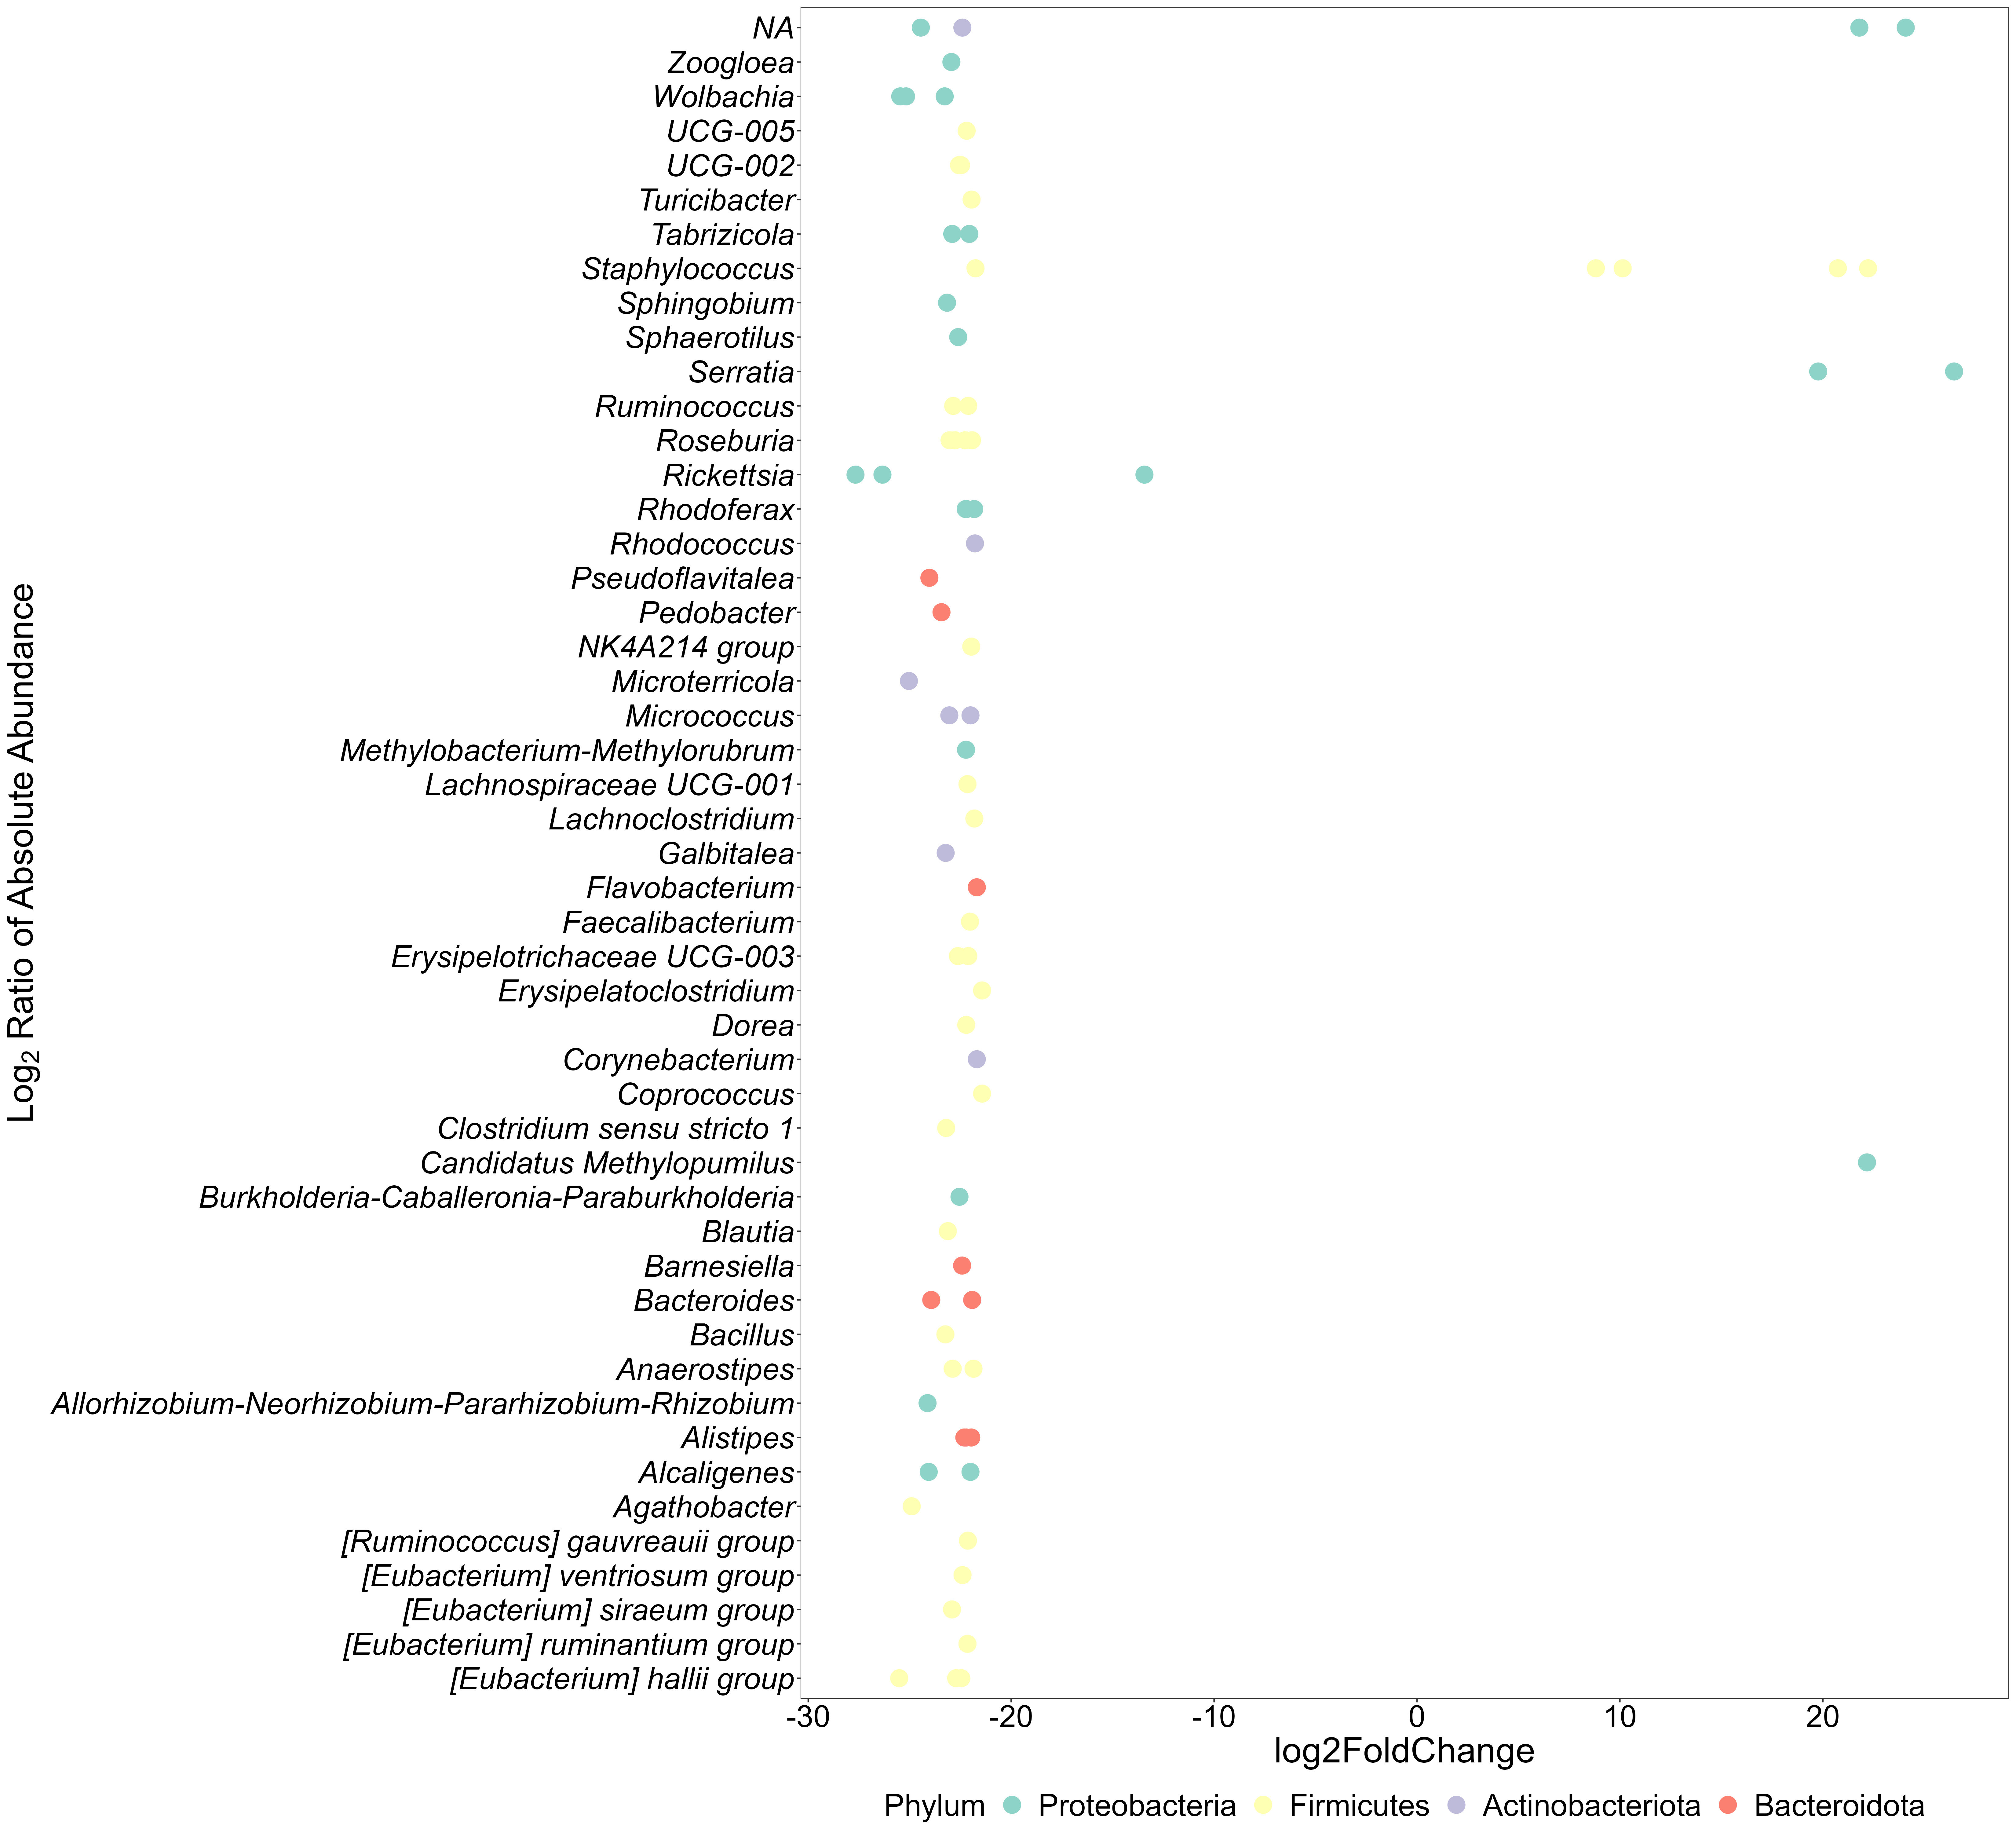 NA
Zoogloea
Wolbachia
UCG-005
UCG-002
Turicibacter
Tabrizicola
Staphylococcus
Sphingobium
Sphaerotilus
Serratia
Ruminococcus
Roseburia
Rickettsia
Rhodoferax
Rhodococcus
Pseudoflavitalea
Pedobacter
NK4A214 group
Microterricola
Micrococcus
Methylobacterium-Methylorubrum
Lachnospiraceae UCG-001
Lachnoclostridium
Galbitalea
Flavobacterium
Faecalibacterium
Erysipelotrichaceae UCG-003
Erysipelatoclostridium
Dorea
Corynebacterium
Coprococcus
Clostridium sensu stricto 1
Candidatus Methylopumilus
Burkholderia-Caballeronia-Paraburkholderia
Blautia
Barnesiella
Bacteroides
Bacillus
Anaerostipes
Allorhizobium-Neorhizobium-Pararhizobium-Rhizobium
Alistipes
Alcaligenes
Agathobacter
[Ruminococcus] gauvreauii group
[Eubacterium] ventriosum group
[Eubacterium] siraeum group
[Eubacterium] ruminantium group
[Eubacterium] hallii group
Log₂ Ratio of Absolute Abundance
-30 -20 -10 0 10 20
log2FoldChange
Phylum Proteobacteria Firmicutes Actinobacteriota Bacteroidota